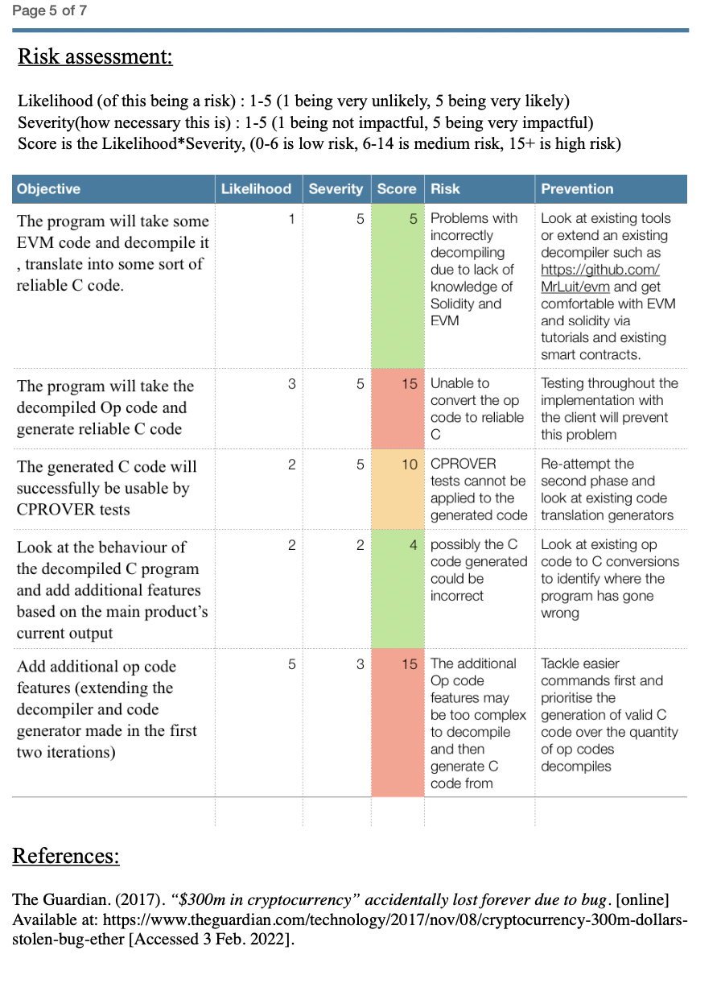 Page 5 of 7
Risk assessment:
Likelihood (of this being a risk) : 1-5 (1 being very unlikely, 5 being very likely)
Severity(how necessary this is) : 1-5 (1 being not impactful, 5 being very impactful)
Score is the Likelihood*Severity, (0-6 is low risk, 6-14 is medium risk, 15+ is high risk)
Objective Likelihood Severity Score Risk Prevention
The program will take some
EVM code and decompile it
, translate into some sort of
reliable C code.
1
5
5
Problems with
incorrectly
decompiling
due to lack of
knowledge of
Solidity and
EVM
Look at existing tools
or extend an existing
decompiler such as
https://github.com/
MrLuit/evm and get
comfortable with EVM
and solidity via
tutorials and existing
smart contracts.
The program will take the
decompiled Op code and
generate reliable C code
3
5
15
Unable to
convert the op
code to reliable
C
Testing throughout the
implementation with
the client will prevent
this problem
The generated C code will
successfully be usable by
CPROVER tests
2
5
10
CPROVER
tests cannot be
applied to the
generated code
Re-attempt the
second phase and
look at existing code
translation generators
Look at the behaviour of
the decompiled C program
and add additional features
based on the main product’s
current output
2
2
4
possibly the C
code generated
could be
incorrect
Look at existing op
code to C conversions
to identify where the
program has gone
wrong
Add additional op code
features (extending the
decompiler and code
generator made in the first
two iterations)
5
3
15
The additional
Op code
features may
be too complex
to decompile
and then
generate C
code from
Tackle easier
commands first and
prioritise the
generation of valid C
code over the quantity
of op codes
decompiles
References:
The Guardian. (2017). “$300m in cryptocurrency” accidentally lost forever due to bug. [online]
Available at: https://www.theguardian.com/technology/2017/nov/08/cryptocurrency-300m-dollars-
stolen-bug-ether [Accessed 3 Feb. 2022].